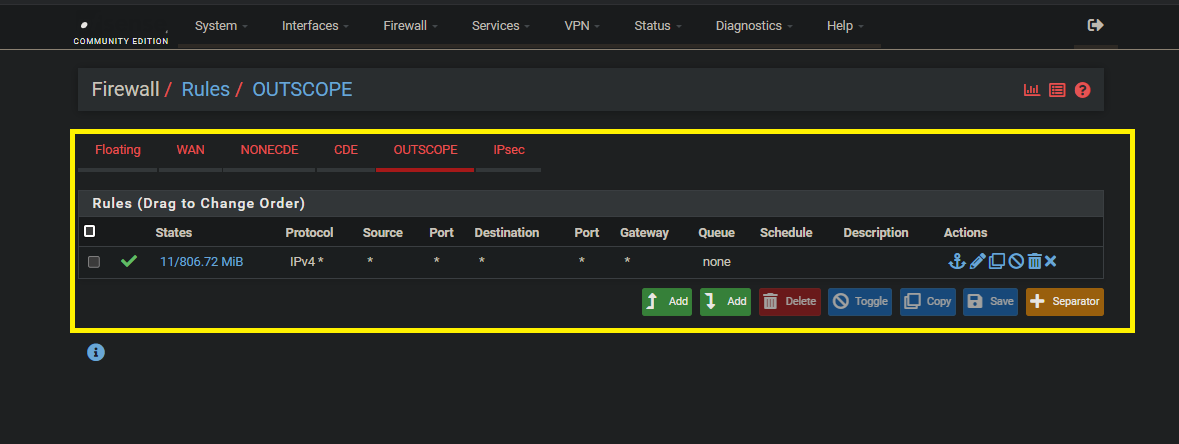 System Interfaces Firewall Services VPN Status Diagnostics Help
COMMUNITY EDITION
Firewall / Rules / OUTSCOPE
Floating WAN NONECDE CDE OUTSCOPE IPsec
Rules (Drag to Change Order)
States Protocol Source Port Destination Port Gateway Queue Schedule Description Actions
11/806.72 MiB IPv4 * * * * * * none
Add Add Delete Toggle Copy Save Separator